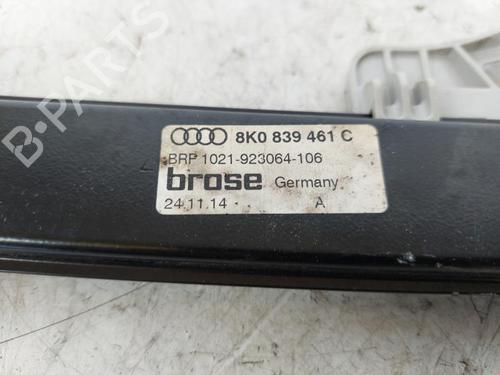 8K0 839 461 C
BRP 1021-923064-106
brose Germany
24.11.14 A
B-PARTS